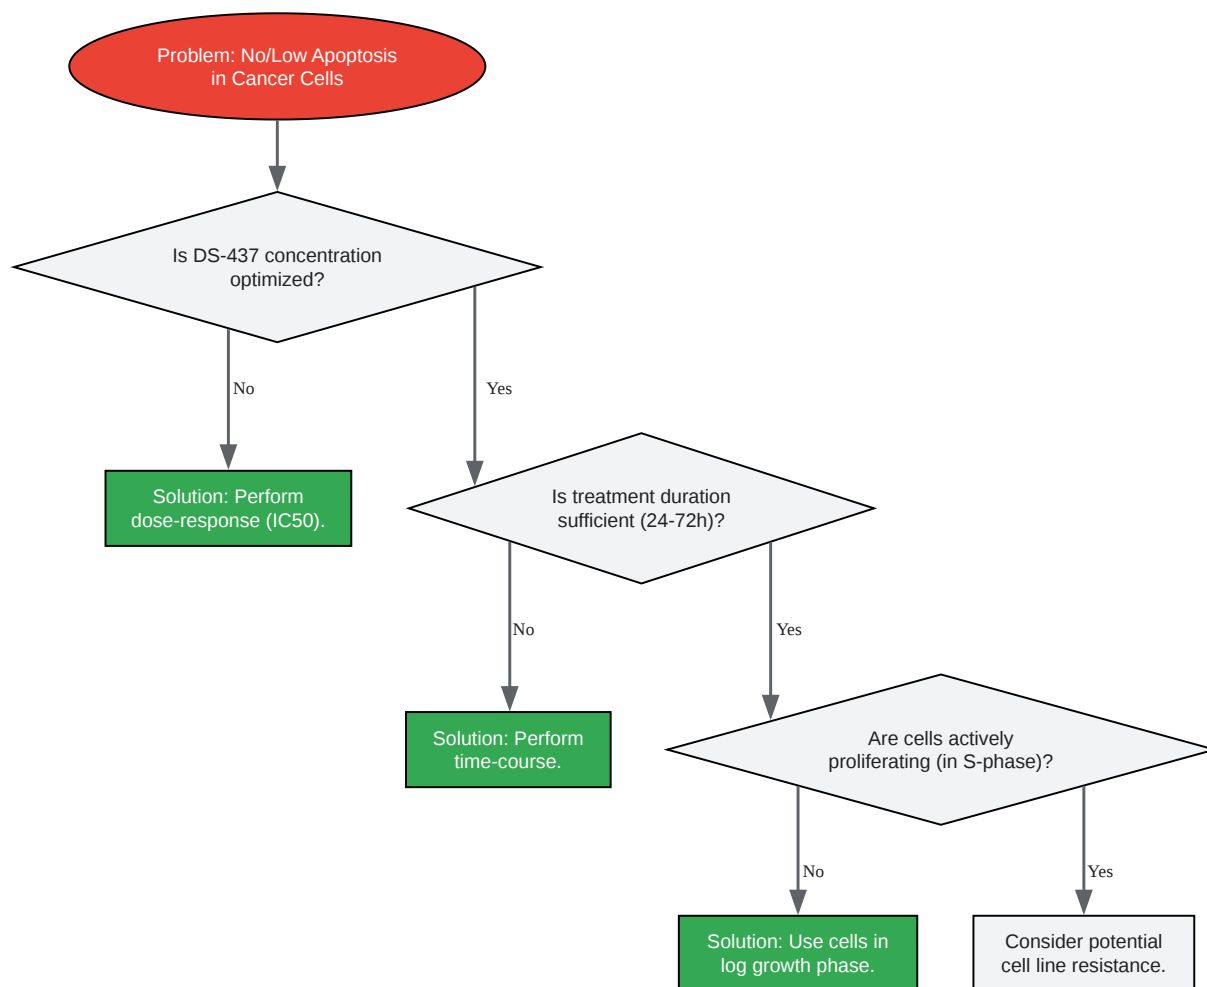 Problem: No/Low Apoptosis
in Cancer Cells
Is DS-437 concentration
optimized?
No
Yes
Solution: Perform
dose-response (IC50).
Is treatment duration
sufficient (24-72h)?
No
Yes
Solution: Perform
time-course.
Are cells actively
proliferating (in S-phase)?
No
Yes
Solution: Use cells in
log growth phase.
Consider potential
cell line resistance.